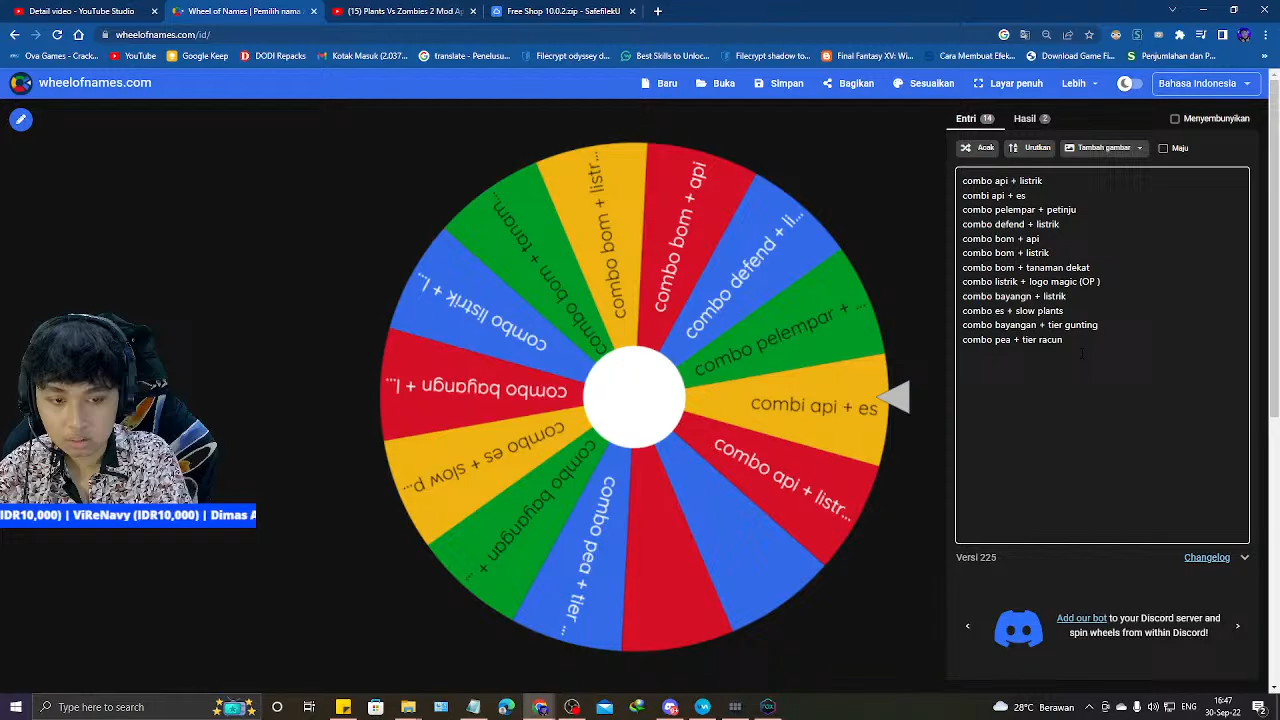 Detail video - YouTube
Wheel of Names | Pemilih nama
(15) Plants Vs Zombies 2 Mod A
Free Shop 10.0.2.zip - SafefileKU
wheelofnames.com/id/
Ova Games - Crack...
YouTube
Google Keep
DODI Repacks
Kotak Masuk (2.037...
translate - Penelusu...
Filecrypt odyssey d...
Best Skills to Unloc...
Filecrypt shadow to...
Final Fantasy XV: Wi...
Cara Membuat Efek...
Download Game Fi...
Penjumlahan dan P...
wheelofnames.com
Baru
Buka
Simpan
Bagikan
Sesuaikan
Layar penuh
Lebih
Bahasa Indonesia
Entri 14
Hasil 2
Menyembunyikan
Acak
Urutan
Tambah gambar
Maju
combo api + listrik
combi api + es
combo pelempar + petinju
combo defend + listrik
combo bom + api
combo bom + listrik
combo bom + tanaman dekat
combo listrik + logo magic (OP )
combo bayangn + listrik
combo es + slow plants
combo bayangan + gunting
combo pea + tier tanam
combo bom + listr...
combo bom + api
combo defend + li...
combo pelempar + ...
combi api + es
combo api + listr...
combo pea + tier ...
combo bayangan + ...
combo es + slow p...
combo bayangn + l...
combo listrik + l...
combo bom + tanam...
Versi 225
Changelog
Add our bot to your Discord server and
spin wheels from within Discord!
IDR10,000) | ViReNavy (IDR10,000) | Dimas A
Type here to search
28°C Berawan
16:47
30-Sep-22